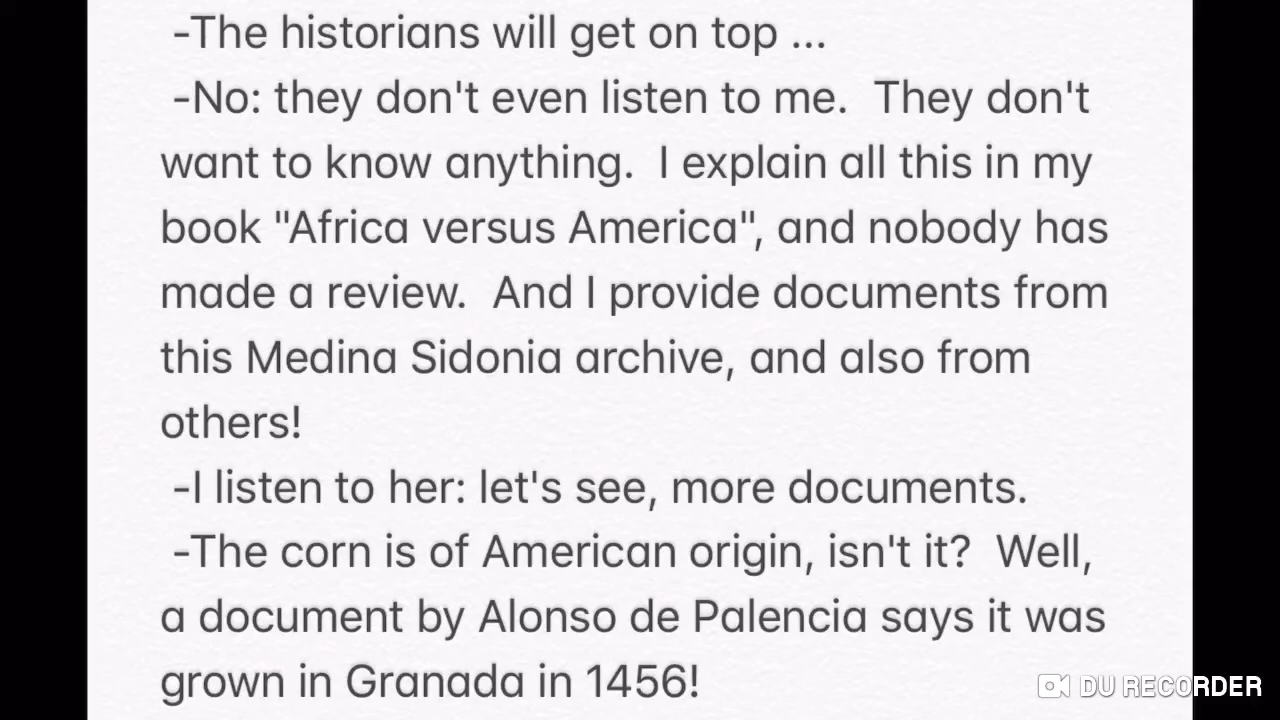 -The historians will get on top ...
-No: they don't even listen to me.  They don't
want to know anything.  I explain all this in my
book "Africa versus America", and nobody has
made a review.  And I provide documents from
this Medina Sidonia archive, and also from
others!
-I listen to her: let's see, more documents.
-The corn is of American origin, isn't it?  Well,
a document by Alonso de Palencia says it was
grown in Granada in 1456!
DU RECORDER